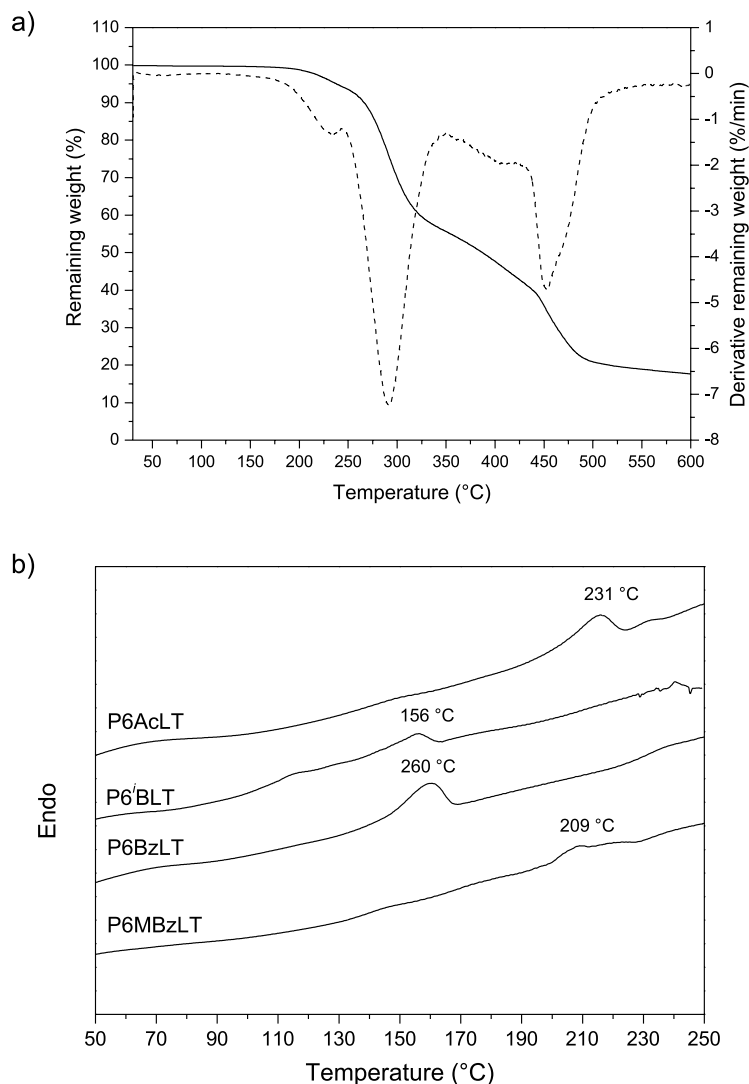 a)
110
100
90
80
70
60
50
40
30
20
10
0
Remaining weight (%)
1
0
-1
-2
-3
-4
-5
-6
-7
-8
Derivative remaining weight (%/min)
50 100 150 200 250 300 350 400 450 500 550 600
Temperature (°C)
b)
231 °C
P6AcLT
156 °C
P6ⁱBLT
260 °C
P6BzLT
209 °C
P6MBzLT
Endo
50 70 90 110 130 150 170 190 210 230 250
Temperature (°C)